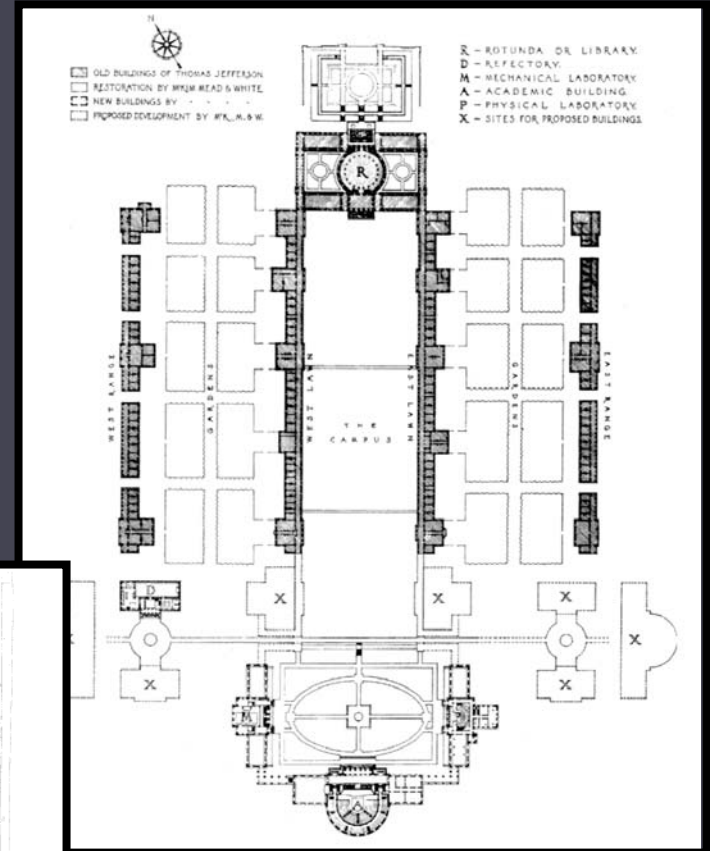 N
OLD BUILDINGS OF THOMAS JEFFERSON
RESTORATION BY M‘KIM MEAD & WHITE
NEW BUILDINGS BY - - - -
PROPOSED DEVELOPMENT BY M‘K., M. & W.
R – ROTUNDA OR LIBRARY.
D – REFECTORY.
M – MECHANICAL LABORATORY
A – ACADEMIC BUILDING.
P – PHYSICAL LABORATORY.
X – SITES FOR PROPOSED BUILDINGS
R
WEST RANGE
GARDENS
WEST LAWN
THE
CAMPUS
EAST LAWN
GARDENS
EAST RANGE
D
X
X
X
X
X
X
X
M
A